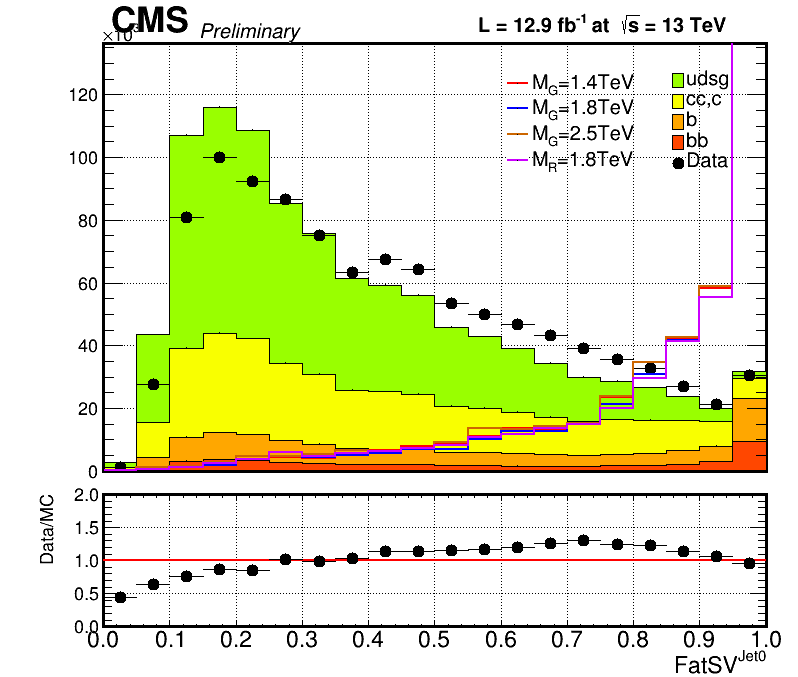 CMS Preliminary L = 12.9 fb⁻¹ at √s = 13 TeV
×10³
M_G=1.4TeV
M_G=1.8TeV
M_G=2.5TeV
M_R=1.8TeV
udsg
cc,c
b
bb
Data
120
100
80
60
40
20
0
Data/MC
2.0
1.5
1.0
0.5
0.0
0.0 0.1 0.2 0.3 0.4 0.5 0.6 0.7 0.8 0.9 1.0
FatSV^Jet0